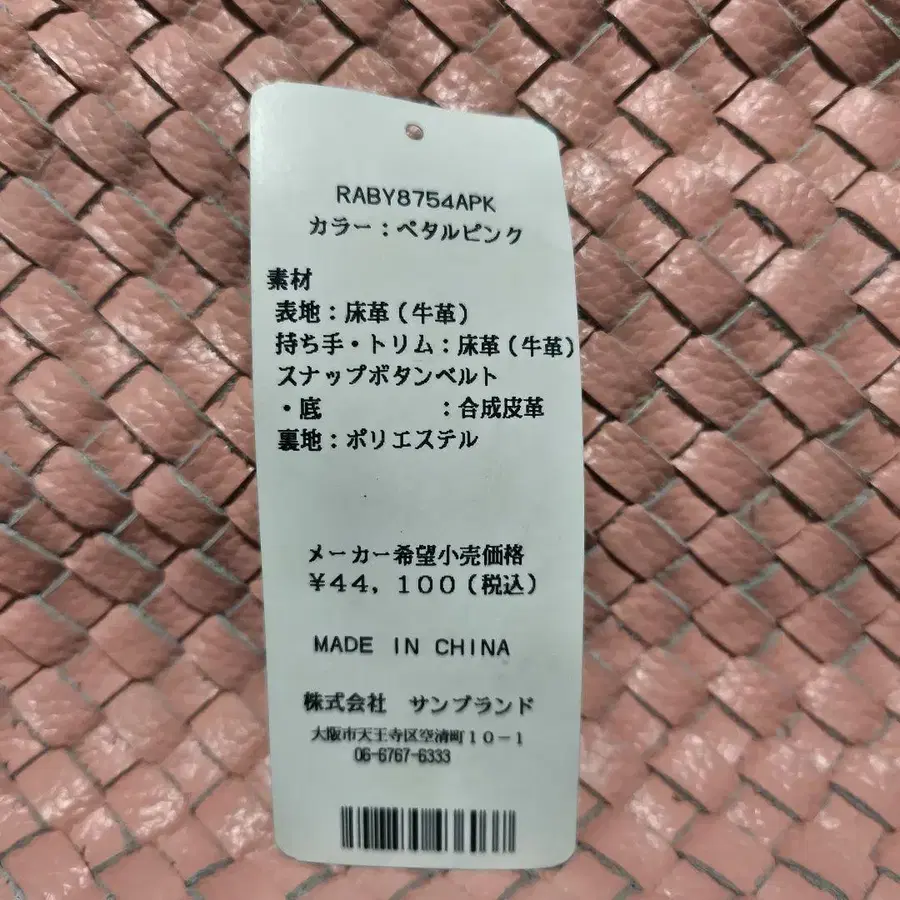 RABY8754APK
カラー：ペタルピンク
素材
表地：床革（牛革）
持ち手・トリム：床革（牛革）
スナップボタンベルト
・底　　　　　：合成皮革
裏地：ポリエステル
メーカー希望小売価格
￥44，100（税込）
MADE IN CHINA
株式会社　サンブランド
大阪市天王寺区空清町10－1
06-6767-6333